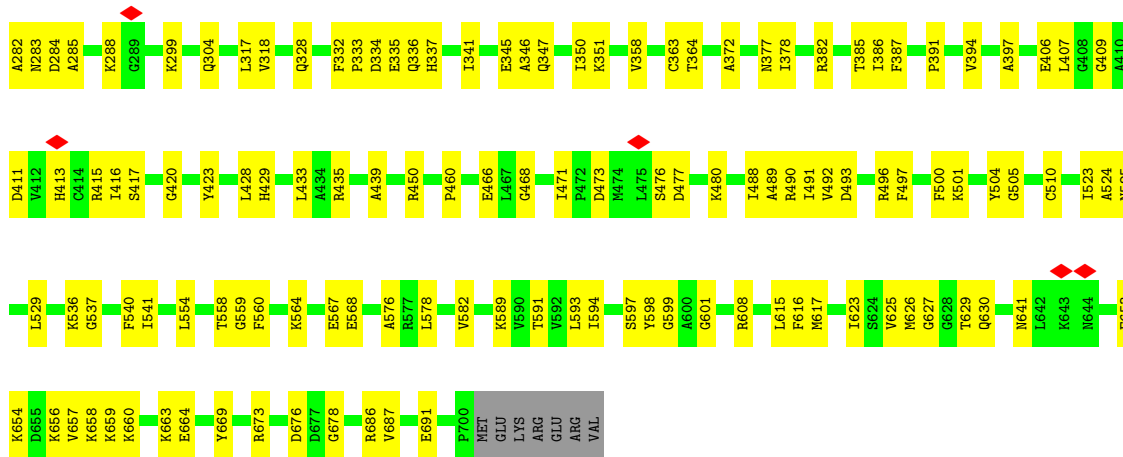 A282 N283 D284 A285 K288 G289 K299 Q304 L317 V318 Q328 F332 P333 D334 E335 Q336 H337 I341 E345 A346 Q347 I350 K351 V358 C363 T364 A372 N377 I378 R382 T385 I386 F387 P391 V394 A397 E406 L407 G408 G409 A410
D411 V412 H413 C414 R415 I416 S417 G420 Y423 L428 H429 L433 A434 R435 A439 R450 P460 E466 L467 G468 I471 P472 D473 M474 L475 S476 D477 K480 I488 A489 R490 I491 V492 D493 R496 F497 F500 K501 Y504 G505 C510 I523 A524
L529 K536 G537 F540 I541 L554 T558 G559 F560 K564 E567 E568 A576 R577 L578 V582 K589 V590 T591 V592 L593 I594 S597 Y598 G599 A600 G601 R608 L615 F616 M617 I623 S624 V625 M626 G627 G628 T629 Q630 N641 L642 K643 N644
K654 D655 K656 V657 K658 K659 K660 K663 E664 Y669 R673 D676 D677 G678 R686 V687 E691 P700 MET GLU LYS ARG GLU ARG VAL